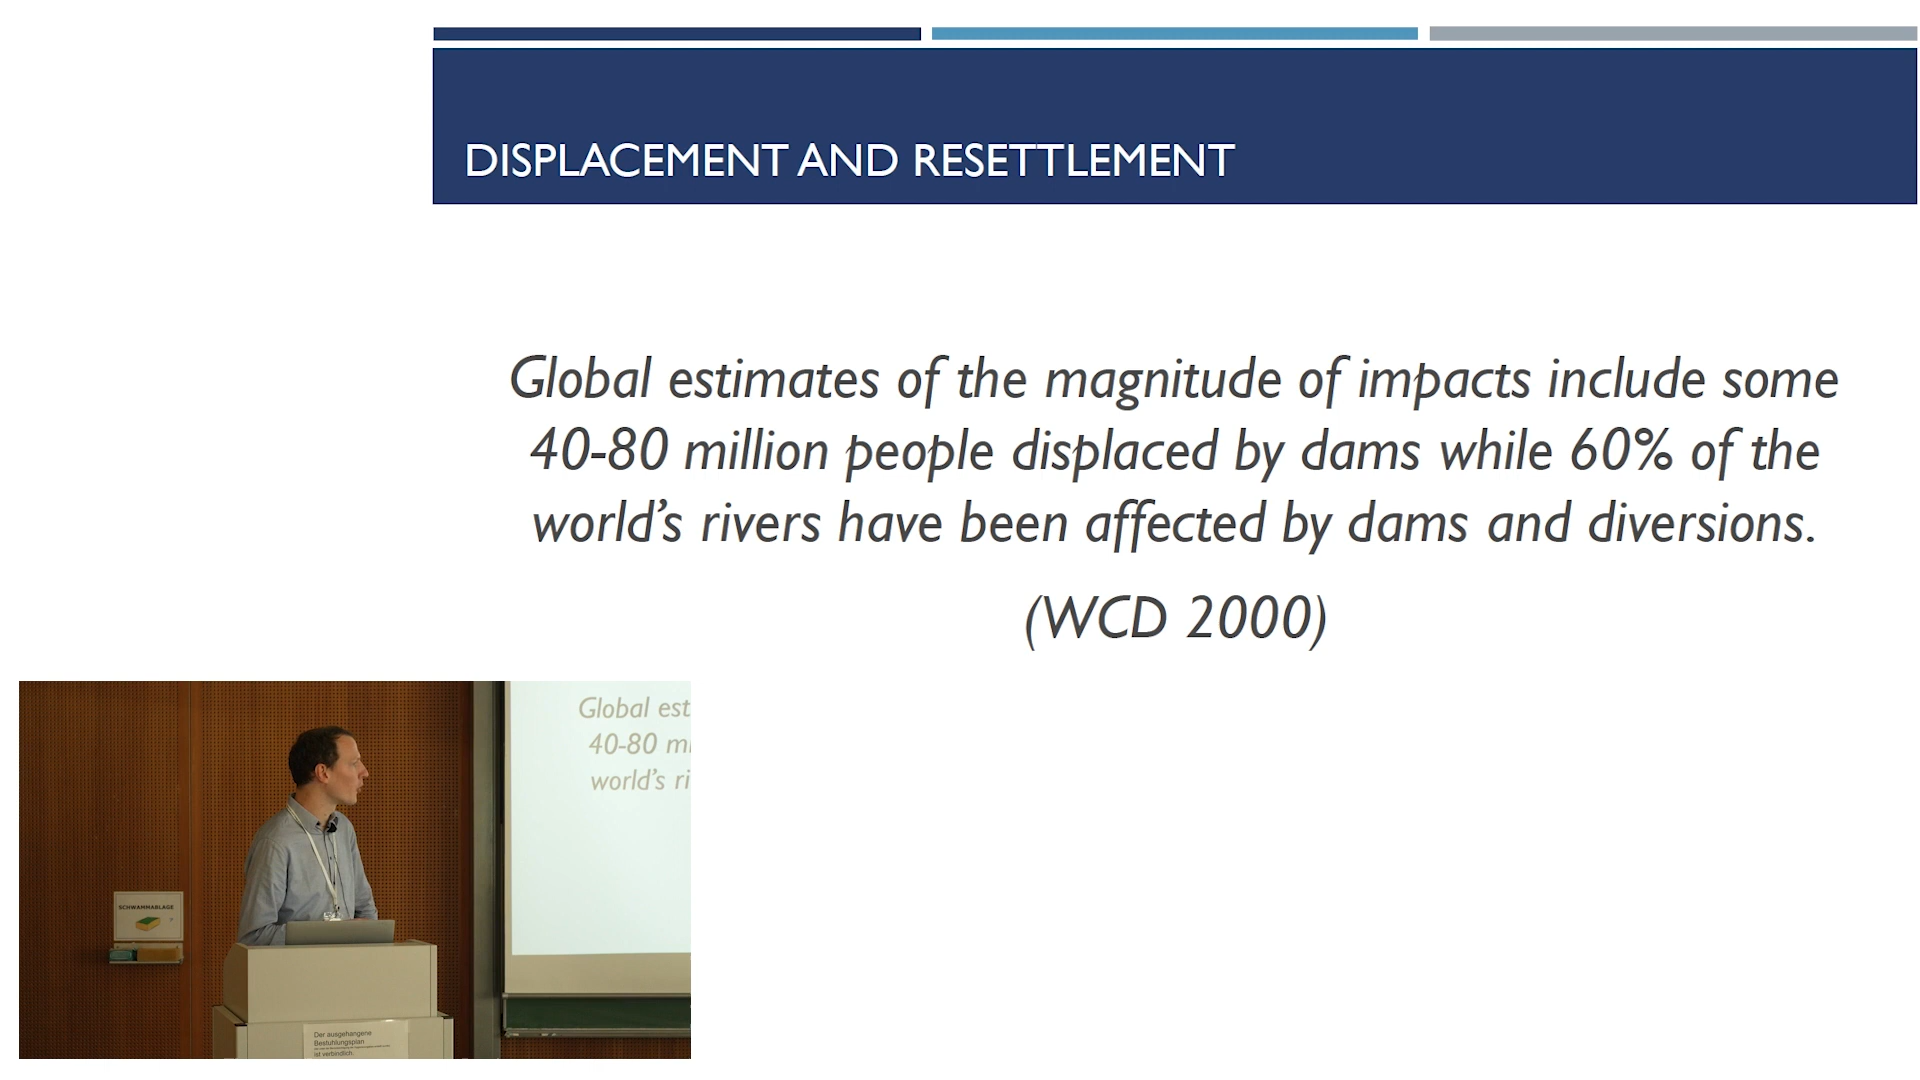 DISPLACEMENT AND RESETTLEMENT
Global estimates of the magnitude of impacts include some
40-80 million people displaced by dams while 60% of the
world’s rivers have been affected by dams and diversions.
(WCD 2000)
Global est
40-80 mi
world’s ri
SCHWAMMABLAGE
Der ausgehangene
Bestuhlungsplan
ist verbindlich.